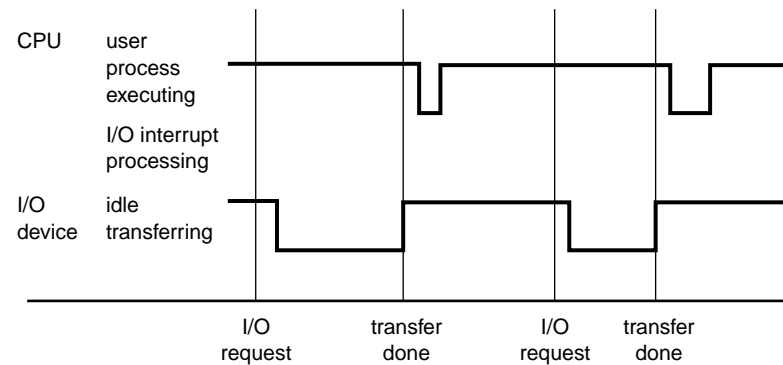 CPU user
process
executing
I/O interrupt
processing
I/O idle
device transferring
I/O request
transfer done
I/O request
transfer done